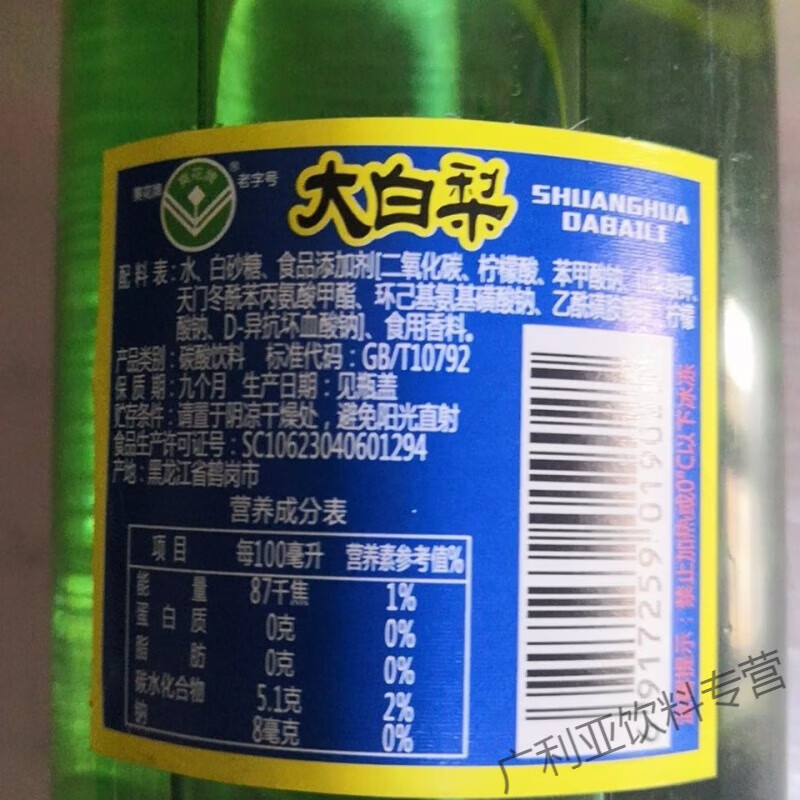 葵花牌
葵花牌
®
老字号
大白梨
SHUANGHUA
DABAILI
配料表:水、白砂糖、食品添加剂[二氧化碳、柠檬酸、苯甲酸钠、
天门冬酰苯丙氨酸甲酯、环己基氨基磺酸钠、乙酰磺胺 柠檬
酸钠、D-异抗坏血酸钠]、食用香料。
产品类别:碳酸饮料 标准代码:GB/T10792
保质期:九个月 生产日期:见瓶盖
贮存条件:请置于阴凉干燥处,避免阳光直射
食品生产许可证号:SC10623040601294
产地:黑龙江省鹤岗市
营养成分表
项目 每100毫升 营养素参考值%
能量 87千焦 1%
蛋白质 0克 0%
脂肪 0克 0%
碳水化合物 5.1克 2%
钠 8毫克 0%
917259 0190
提示:禁止加热或0°C以下冰冻
广利亚饮料专营